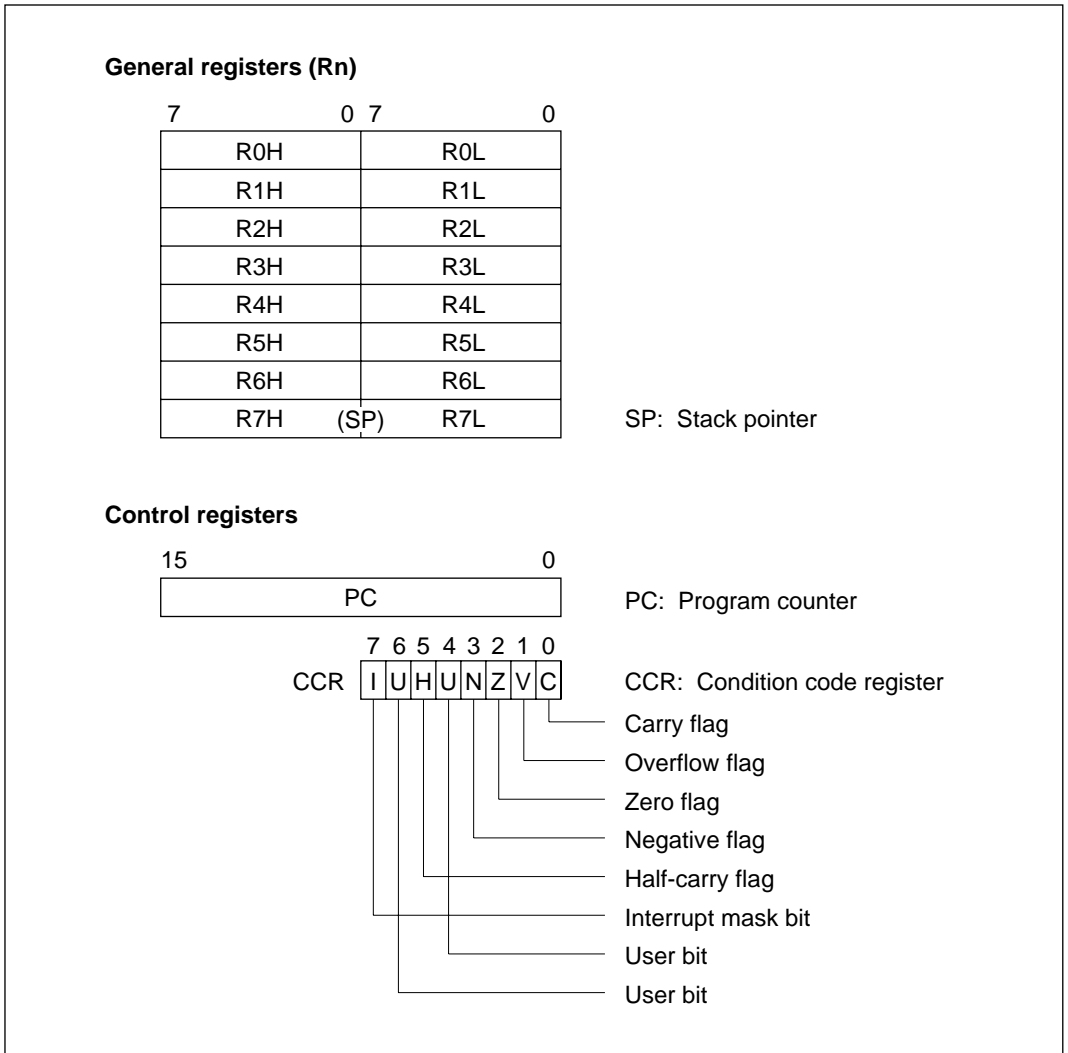 General registers (Rn)
7 0 7 0
R0H R0L
R1H R1L
R2H R2L
R3H R3L
R4H R4L
R5H R5L
R6H R6L
R7H (SP) R7L SP: Stack pointer
Control registers
15 0
PC PC: Program counter
7 6 5 4 3 2 1 0
CCR I U H U N Z V C CCR: Condition code register
Carry flag
Overflow flag
Zero flag
Negative flag
Half-carry flag
Interrupt mask bit
User bit
User bit